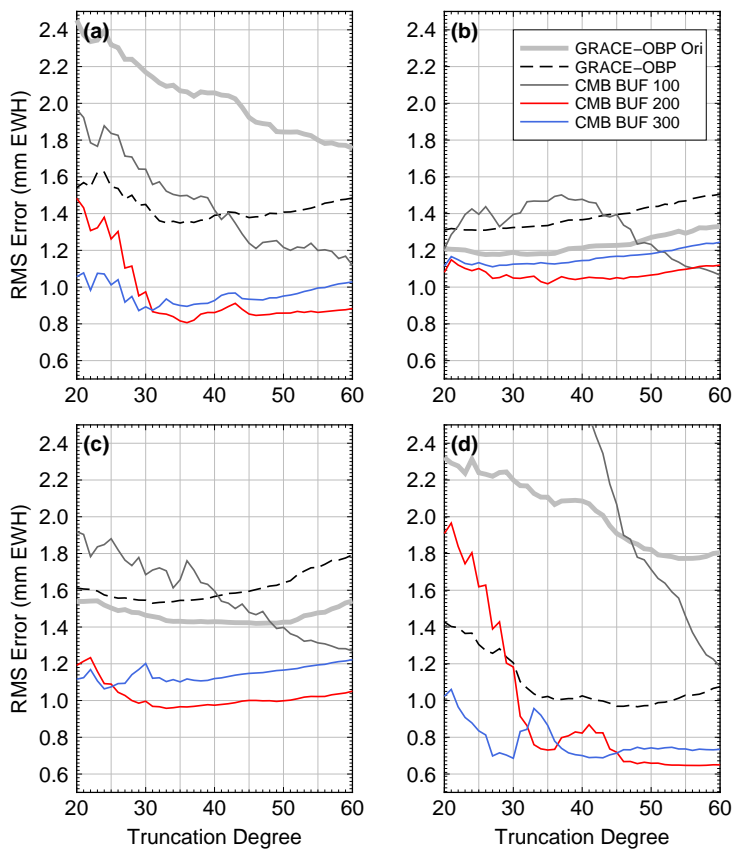 (a)
2.4
2.2
2.0
1.8
1.6
1.4
1.2
1.0
0.8
0.6
RMS Error (mm EWH)
20 30 40 50 60
(b)
GRACE−OBP Ori
GRACE−OBP
CMB BUF 100
CMB BUF 200
CMB BUF 300
2.4
2.2
2.0
1.8
1.6
1.4
1.2
1.0
0.8
0.6
20 30 40 50 60
(c)
2.4
2.2
2.0
1.8
1.6
1.4
1.2
1.0
0.8
0.6
RMS Error (mm EWH)
20 30 40 50 60
Truncation Degree
(d)
2.4
2.2
2.0
1.8
1.6
1.4
1.2
1.0
0.8
0.6
20 30 40 50 60
Truncation Degree